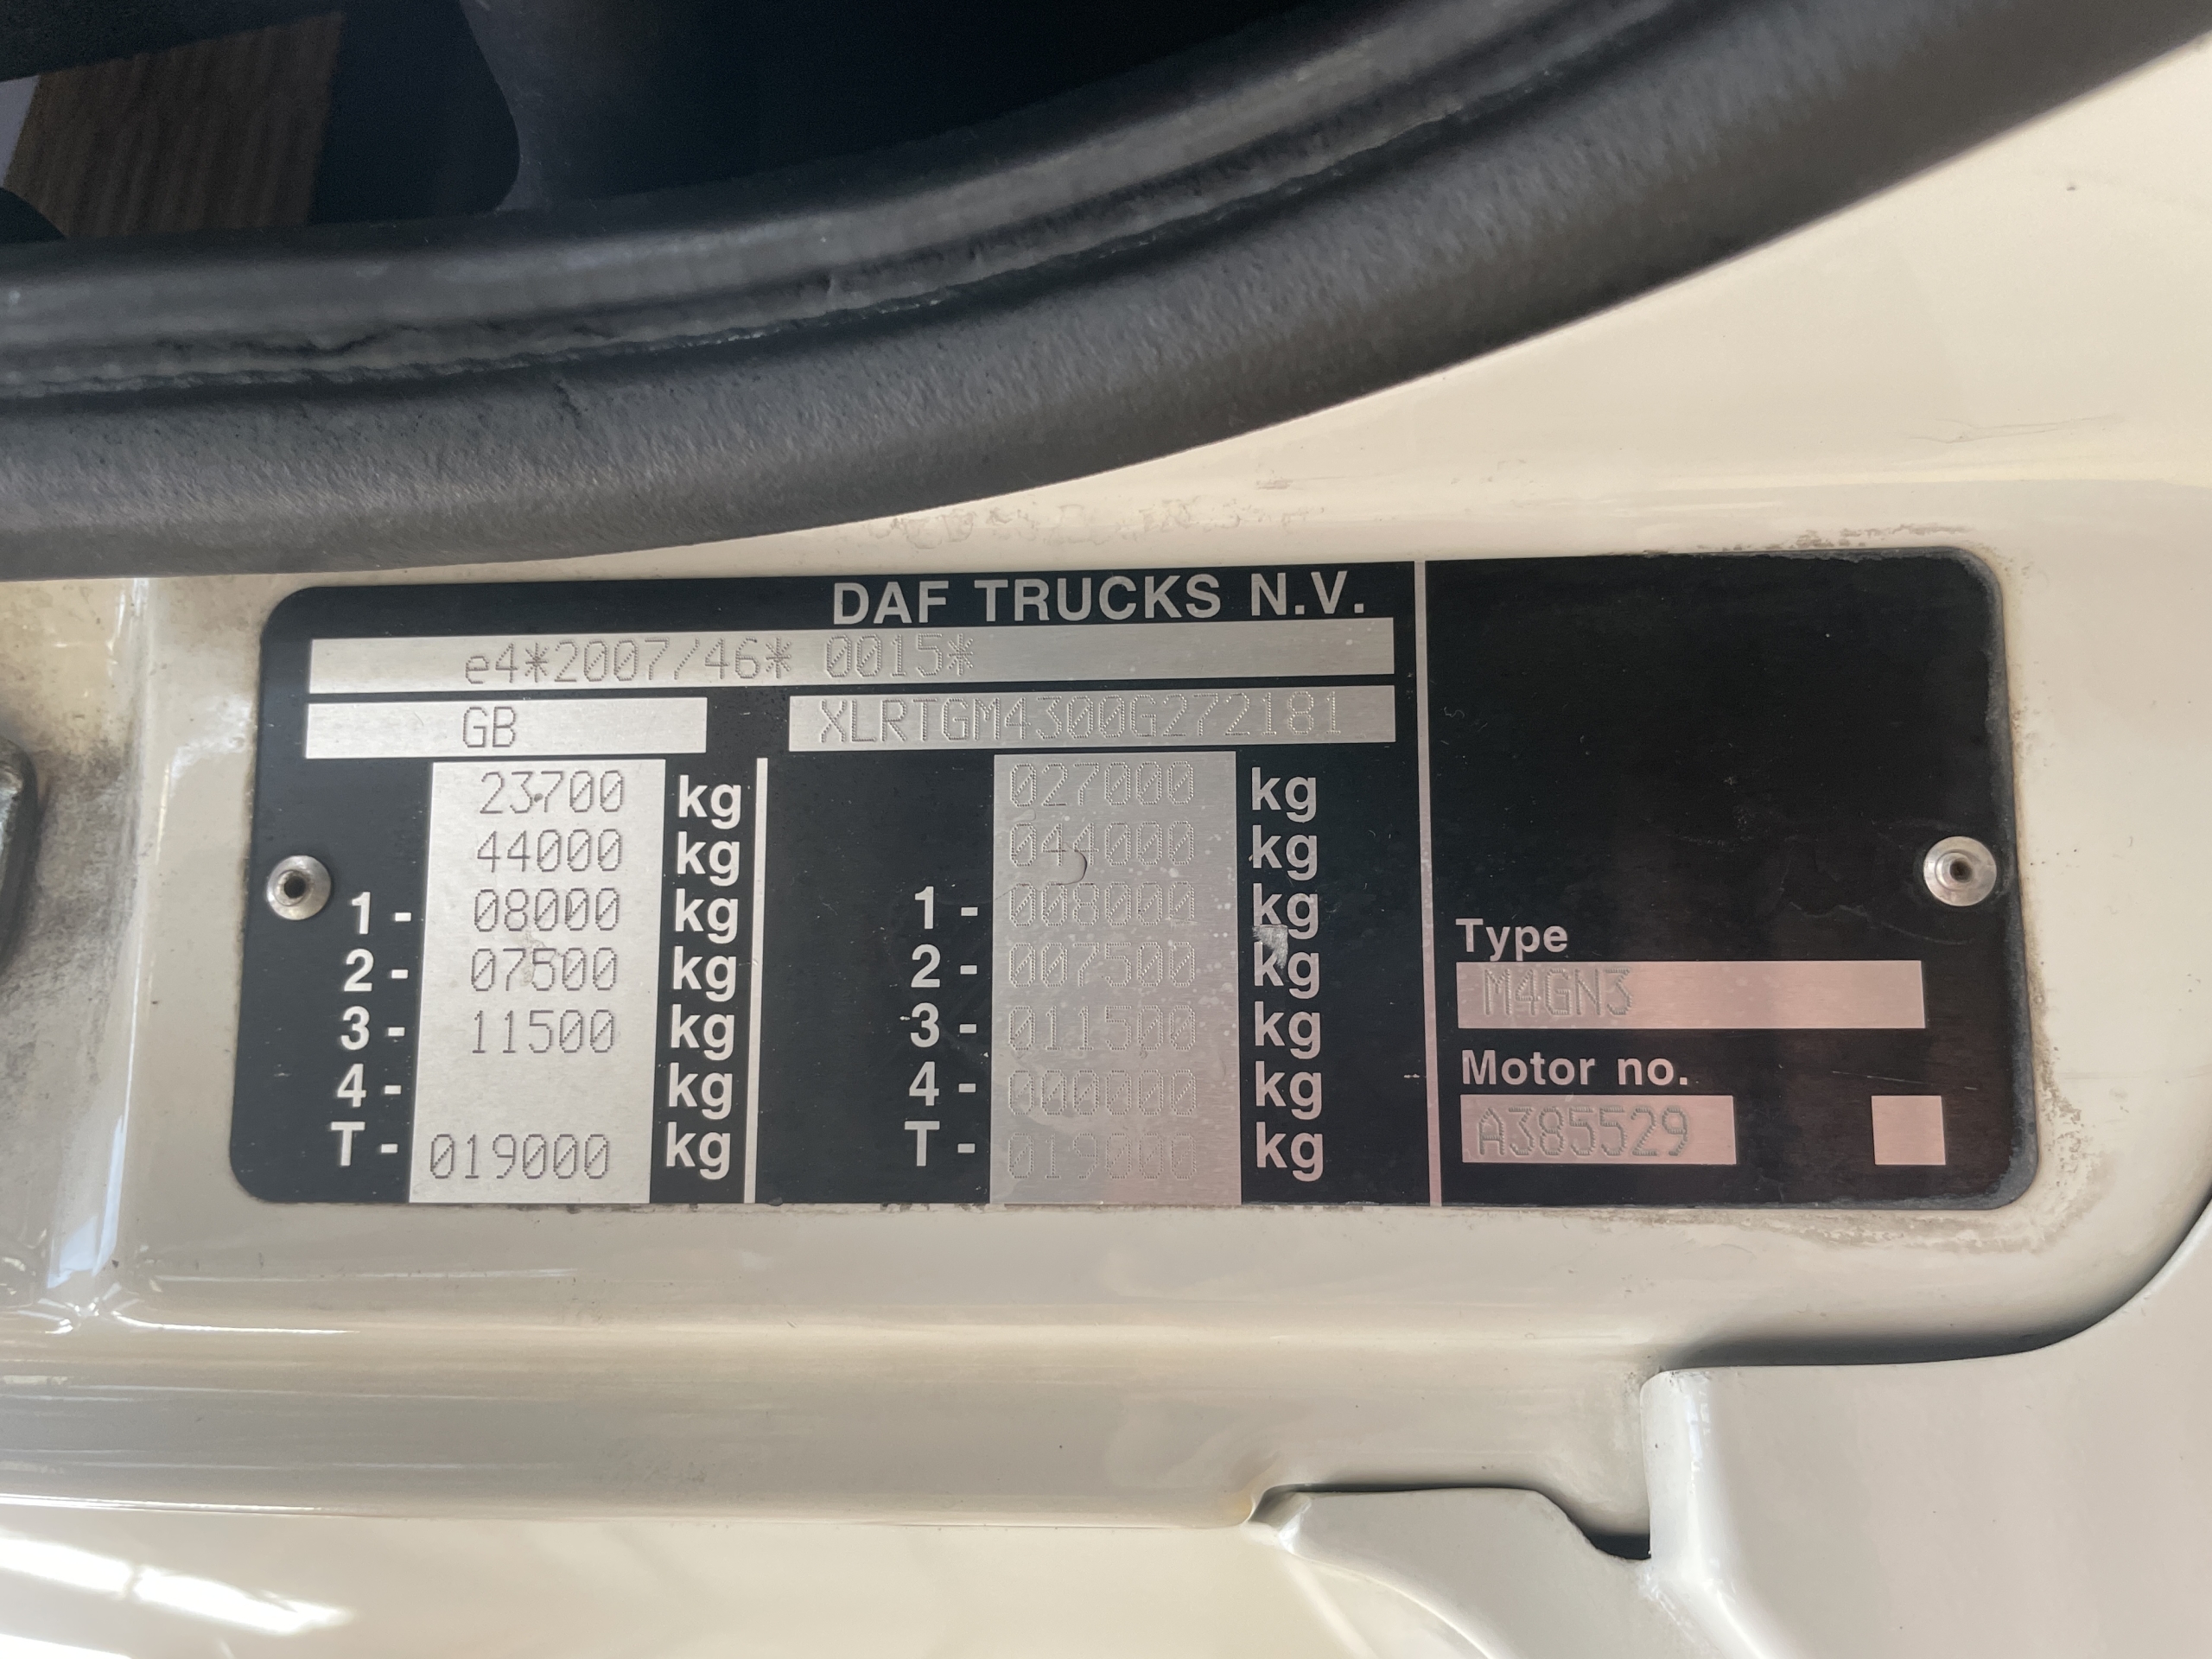 DAF TRUCKS N.V.
e4*2007/46* 0015*
GB XLRTGM4300G272181
23700 kg 027000 kg
44000 kg 044000 kg
1- 08000 kg 1- 008000 kg
2- 07500 kg 2- 007500 kg
3- 11500 kg 3- 011500 kg
4- kg 4- 000000 kg
T- 019000 kg T- 019000 kg
Type
M4GN3
Motor no.
A385529